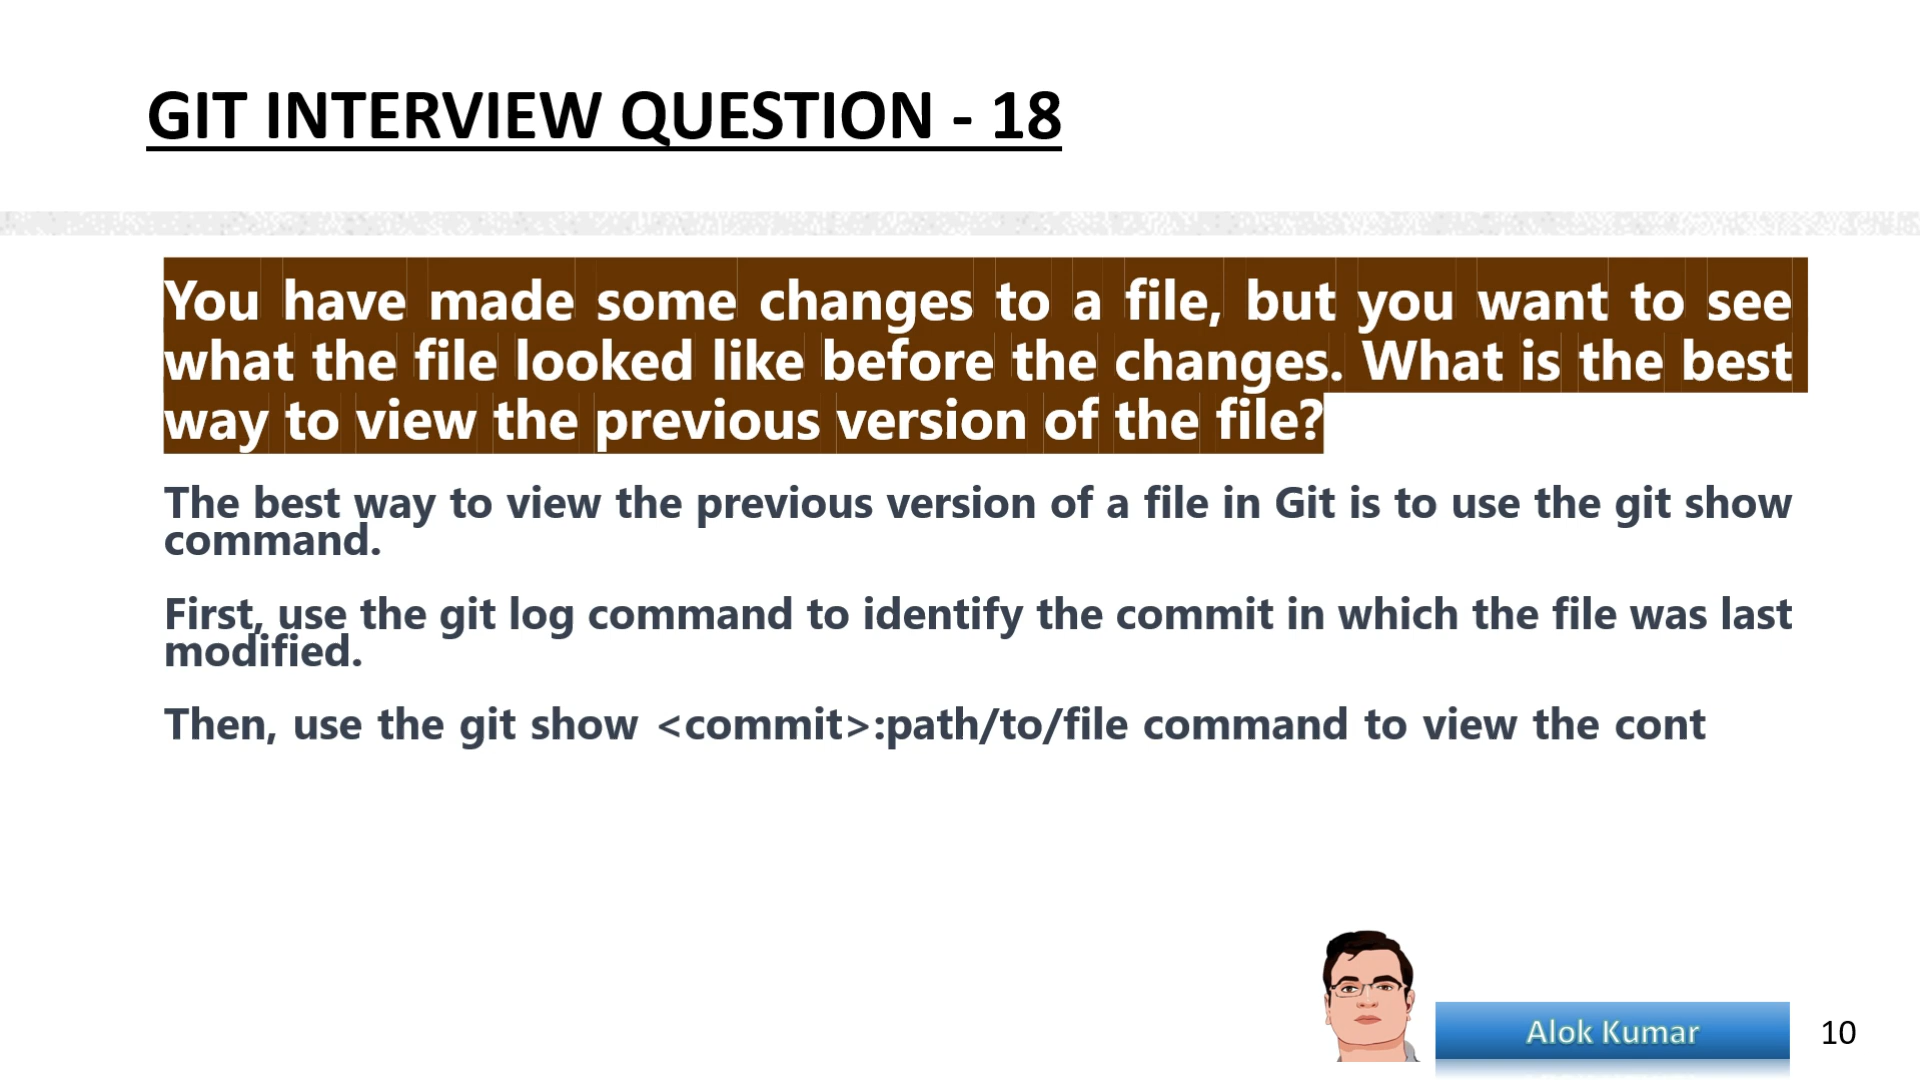 GIT INTERVIEW QUESTION - 18
You have made some changes to a file, but you want to see
what the file looked like before the changes. What is the best
way to view the previous version of the file?
The best way to view the previous version of a file in Git is to use the git show
command.
First, use the git log command to identify the commit in which the file was last
modified.
Then, use the git show <commit>:path/to/file command to view the cont
Alok Kumar
10